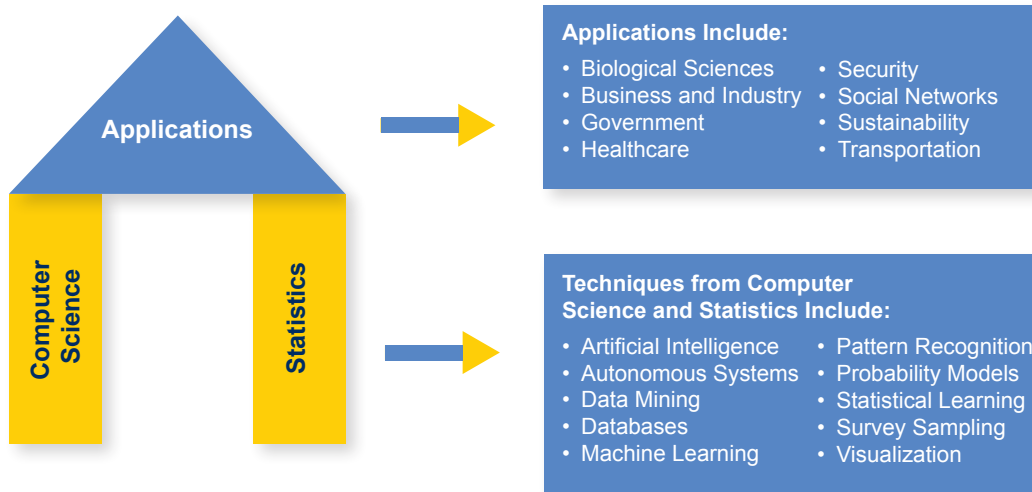 Applications
Computer
Science
Statistics
Applications Include:
• Biological Sciences
• Business and Industry
• Government
• Healthcare
• Security
• Social Networks
• Sustainability
• Transportation
Techniques from Computer
Science and Statistics Include:
• Artificial Intelligence
• Autonomous Systems
• Data Mining
• Databases
• Machine Learning
• Pattern Recognition
• Probability Models
• Statistical Learning
• Survey Sampling
• Visualization